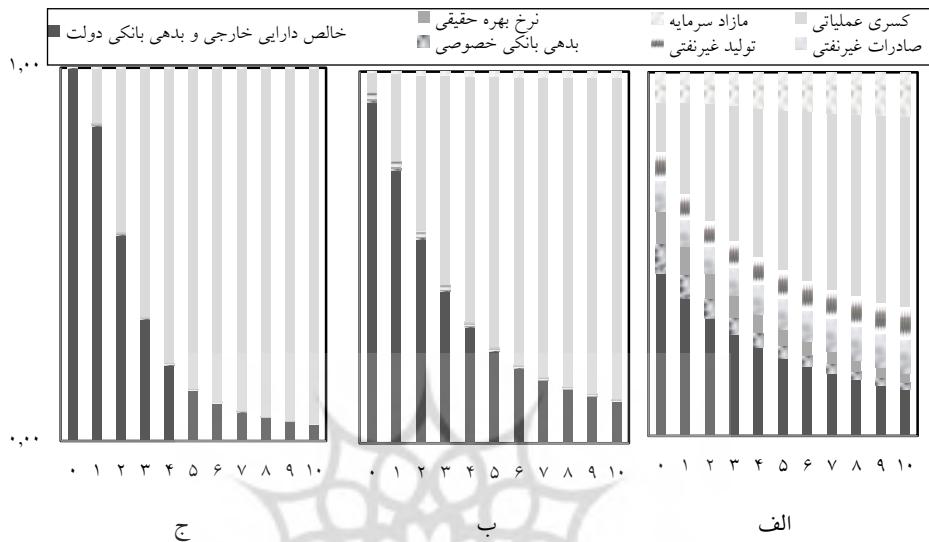 کسری عملیاتی مازاد سرمایه نرخ بهره حقیقی خالص دارایی خارجی و بدهی بانکی دولت
صادرات غیرنفتی تولید غیرنفتی بدهی بانکی خصوصی
۱,۰۰
۰,۰۰
۰ ۱ ۲ ۳ ۴ ۵ ۶ ۷ ۸ ۹ ۱۰
۰ ۱ ۲ ۳ ۴ ۵ ۶ ۷ ۸ ۹ ۱۰
۰ ۱ ۲ ۳ ۴ ۵ ۶ ۷ ۸ ۹ ۱۰
الف ب ج